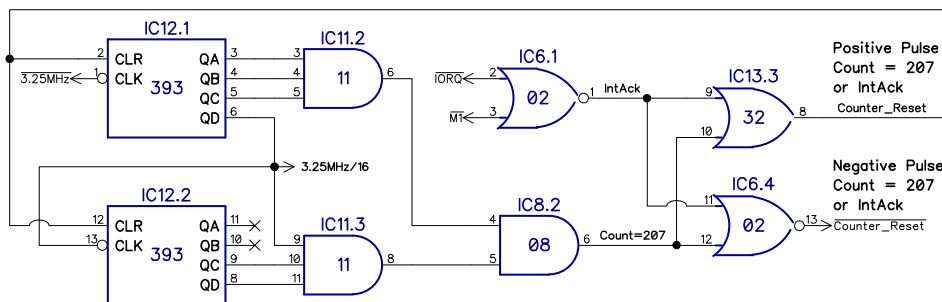 IC12.1
2 CLR QA 3
1 CLK QB 4
3.25MHz
393
QC 5
QD 6
IC11.2
3
4
5
11
6
IC6.1
IORQ 2
M1 3
02
1 IntAck
IC13.3
9
10
32
8
Positive Pulse
Count = 207
or IntAck
Counter_Reset
3.25MHz/16
IC12.2
12 CLR QA 11
13 CLK QB 10
393
QC 9
QD 8
IC11.3
9
10
11
11
8
IC8.2
4
5
08
6 Count=207
IC6.4
11
12
02
13
Negative Pulse
Count = 207
or IntAck
Counter_Reset